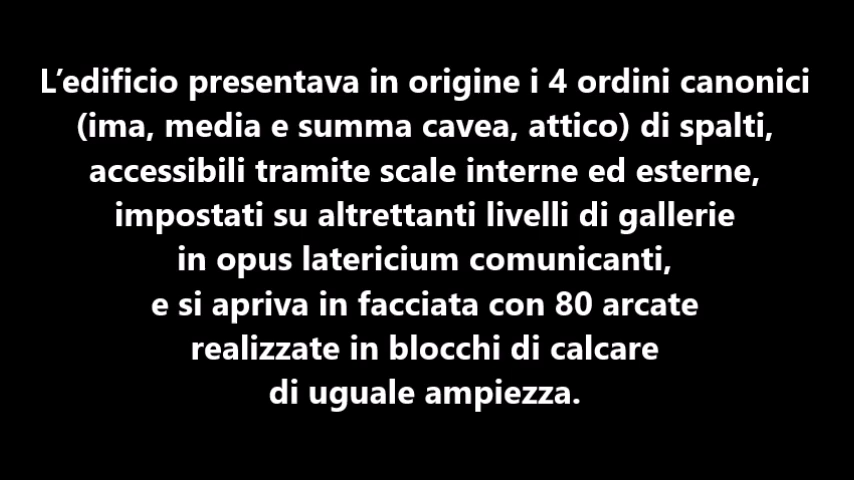 L’edificio presentava in origine i 4 ordini canonici
(ima, media e summa cavea, attico) di spalti,
accessibili tramite scale interne ed esterne,
impostati su altrettanti livelli di gallerie
in opus latericium comunicanti,
e si apriva in facciata con 80 arcate
realizzate in blocchi di calcare
di uguale ampiezza.